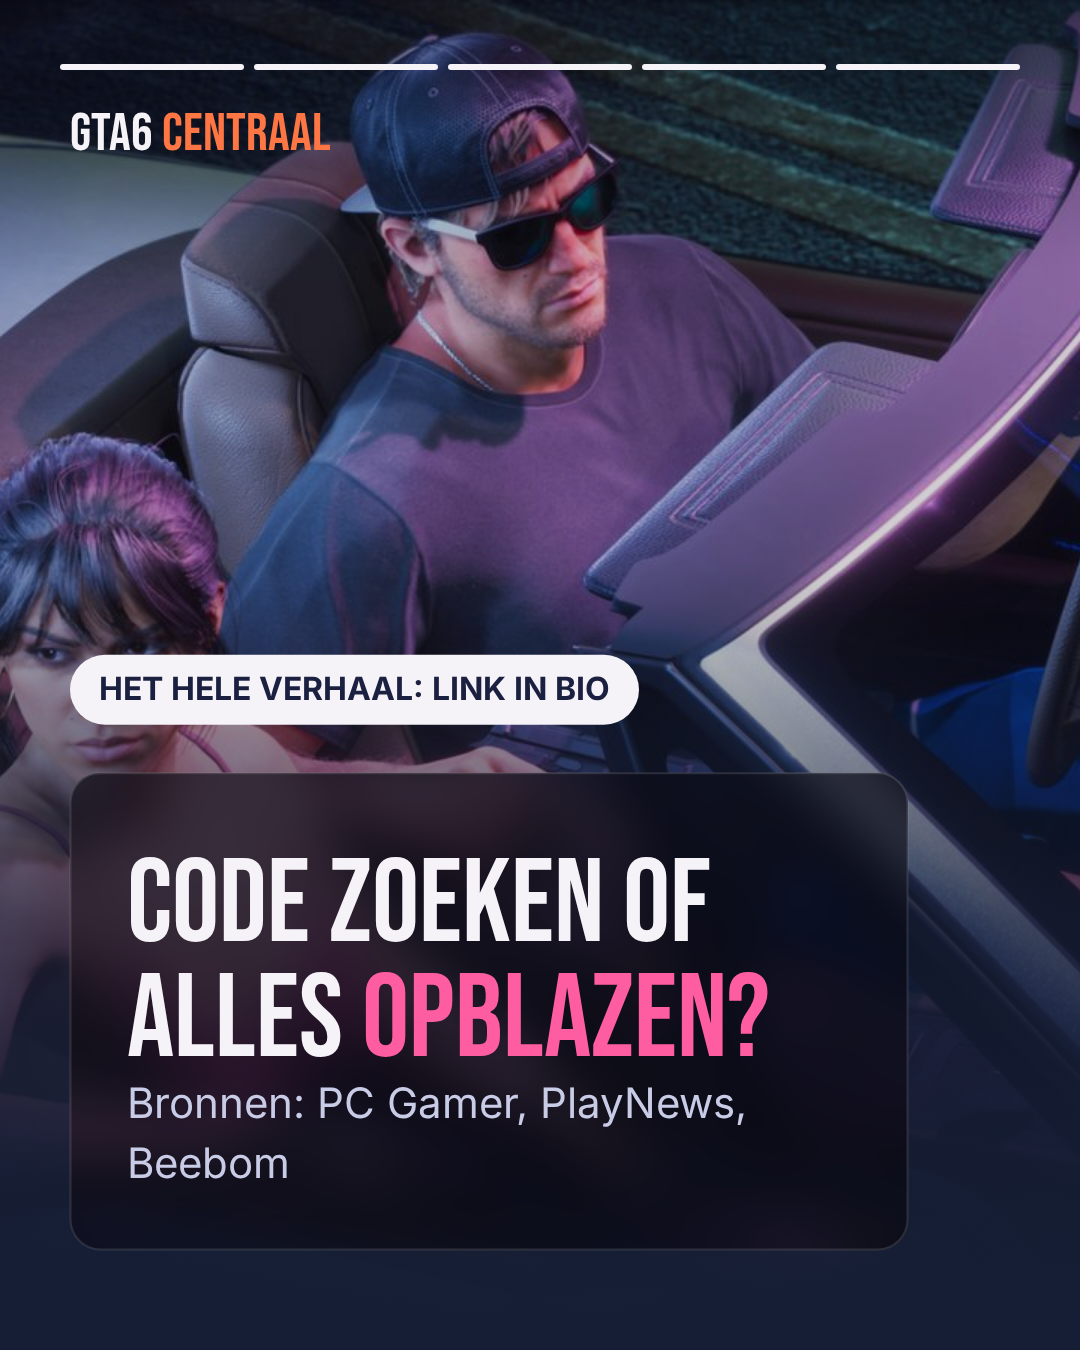 GTA6 CENTRAAL
HET HELE VERHAAL: LINK IN BIO
CODE ZOEKEN OF
ALLES OPBLAZEN?
Bronnen: PC Gamer, PlayNews,
Beebom